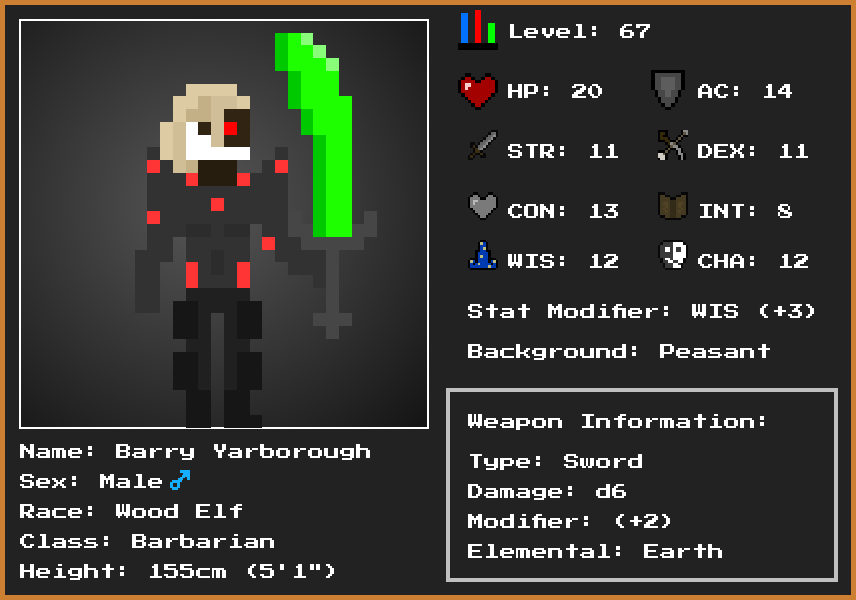 Level: 67
HP: 20
AC: 14
STR: 11
DEX: 11
CON: 13
INT: 8
WIS: 12
CHA: 12
Stat Modifier: WIS (+3)
Background: Peasant
Weapon Information:
Type: Sword
Damage: d6
Modifier: (+2)
Elemental: Earth
Name: Barry Yarborough
Sex: Male♂
Race: Wood Elf
Class: Barbarian
Height: 155cm (5'1")